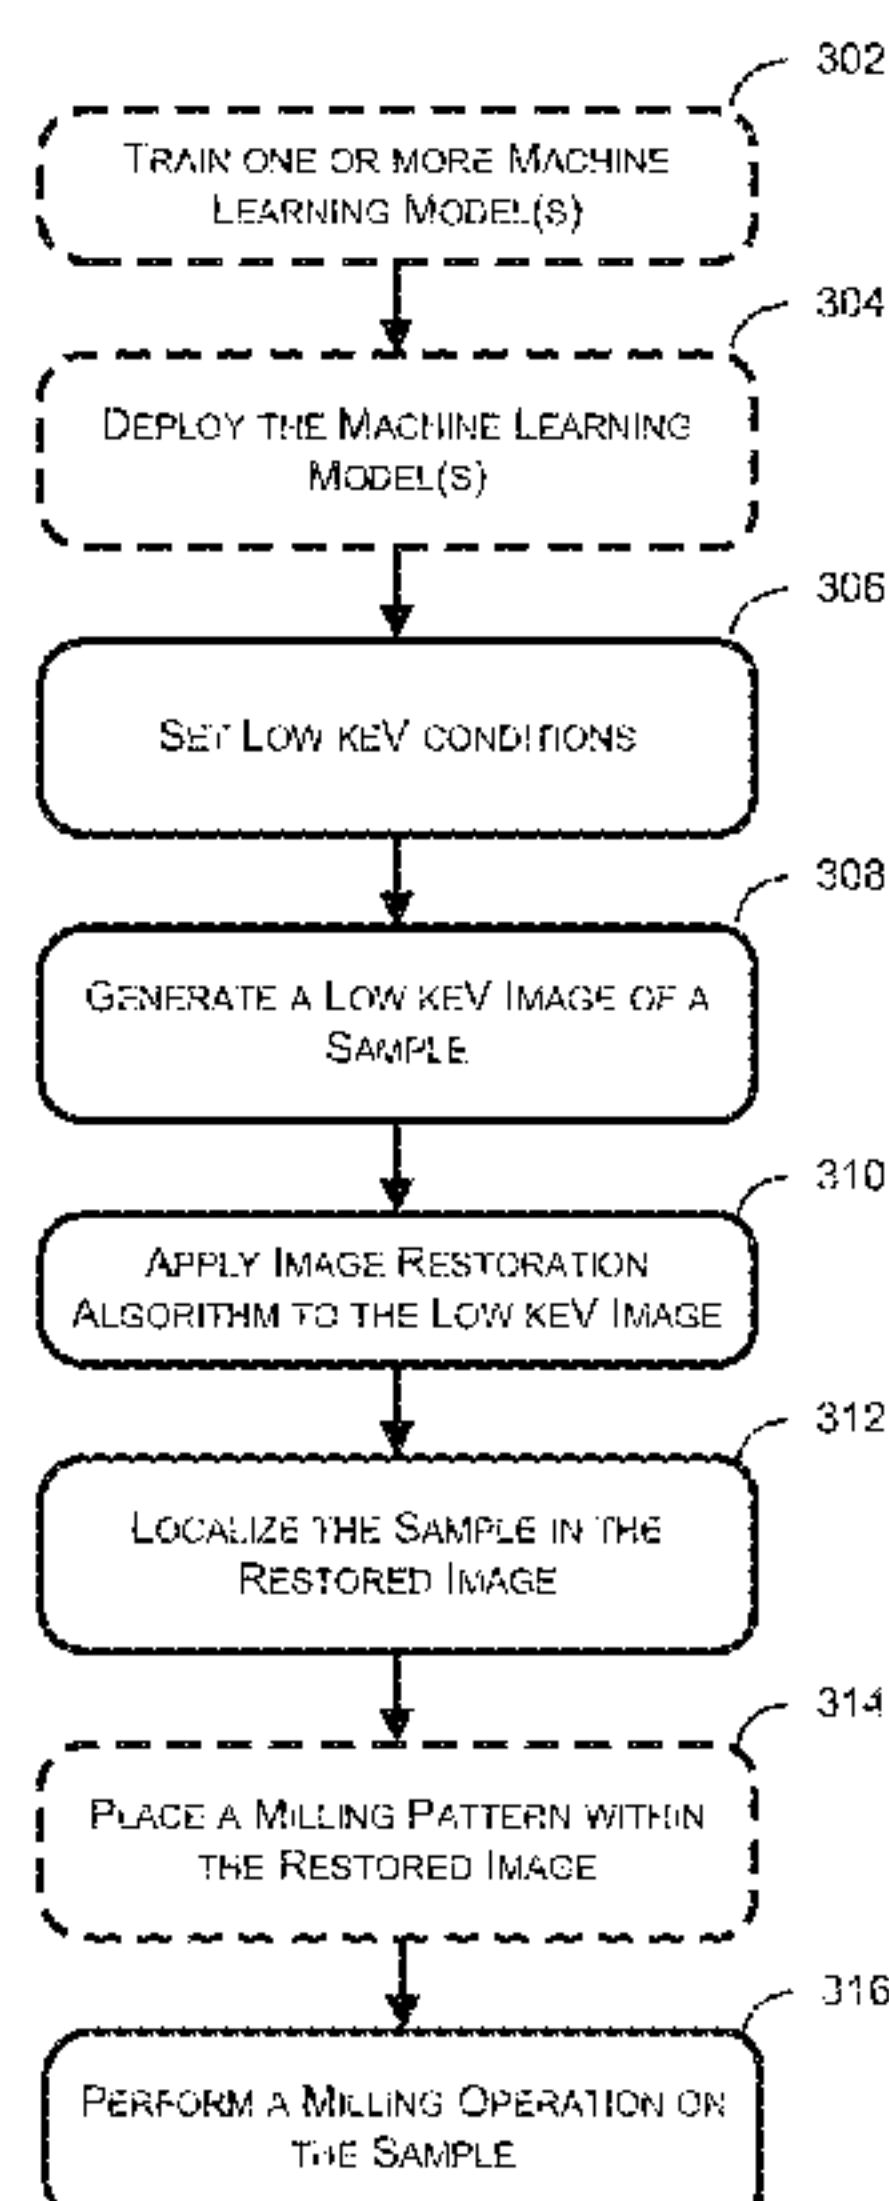 302
TRAIN ONE OR MORE MACHINE
LEARNING MODEL(S)
304
DEPLOY THE MACHINE LEARNING
MODEL(S)
306
SET LOW KEV CONDITIONS
308
GENERATE A LOW KEV IMAGE OF A
SAMPLE
310
APPLY IMAGE RESTORATION
ALGORITHM TO THE LOW KEV IMAGE
312
LOCALIZE THE SAMPLE IN THE
RESTORED IMAGE
314
PLACE A MILLING PATTERN WITHIN
THE RESTORED IMAGE
316
PERFORM A MILLING OPERATION ON
THE SAMPLE